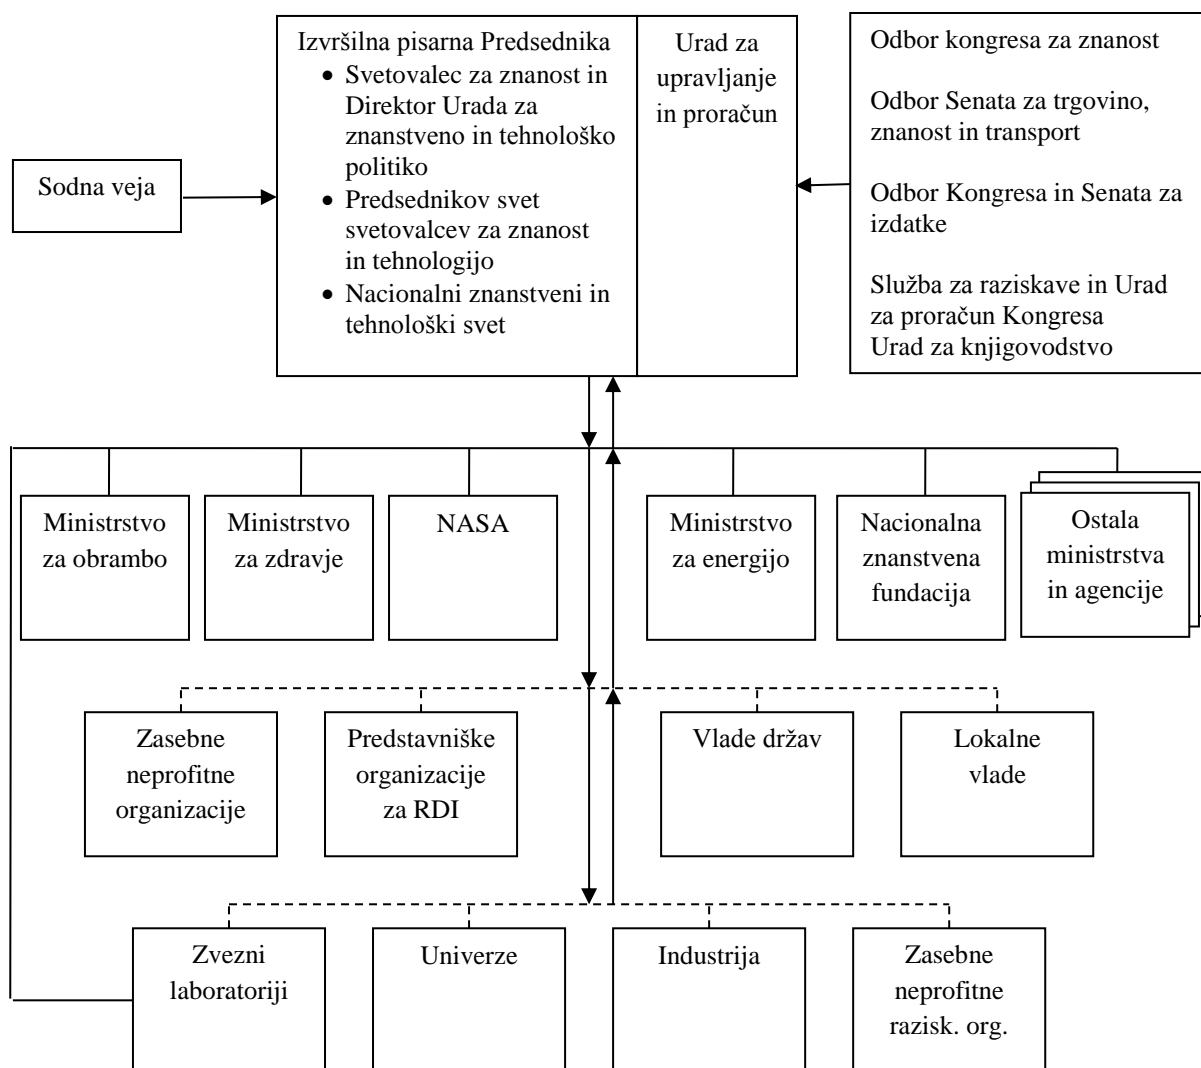 Izvršilna pisarna Predsednika
• Svetovalec za znanost in
Direktor Urada za
znanstveno in tehnološko
politiko
• Predsednikov svet
svetovalcev za znanost
in tehnologijo
• Nacionalni znanstveni in
tehnološki svet
Urad za
upravljanje
in proračun
Odbor kongresa za znanost
Odbor Senata za trgovino,
znanost in transport
Odbor Kongresa in Senata za
izdatke
Služba za raziskave in Urad
za proračun Kongresa
Urad za knjigovodstvo
Sodna veja
Ministrstvo
za obrambo
Ministrstvo
za zdravje
NASA
Ministrstvo
za energijo
Nacionalna
znanstvena
fundacija
Ostala
ministrstva
in agencije
Zasebne
neprofitne
organizacije
Predstavniške
organizacije
za RDI
Vlade držav
Lokalne
vlade
Zvezni
laboratoriji
Univerze
Industrija
Zasebne
neprofitne
razisk. org.